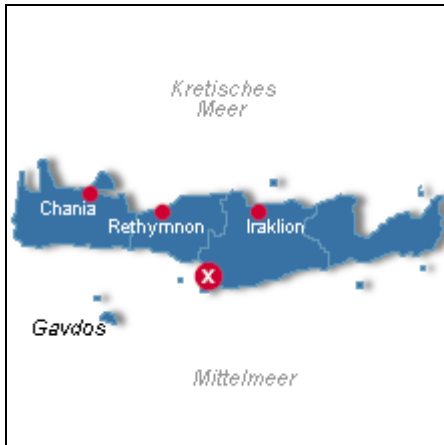 Kretisches
Meer
Chania
Rethymnon
Iraklion
X
Gavdos
Mittelmeer